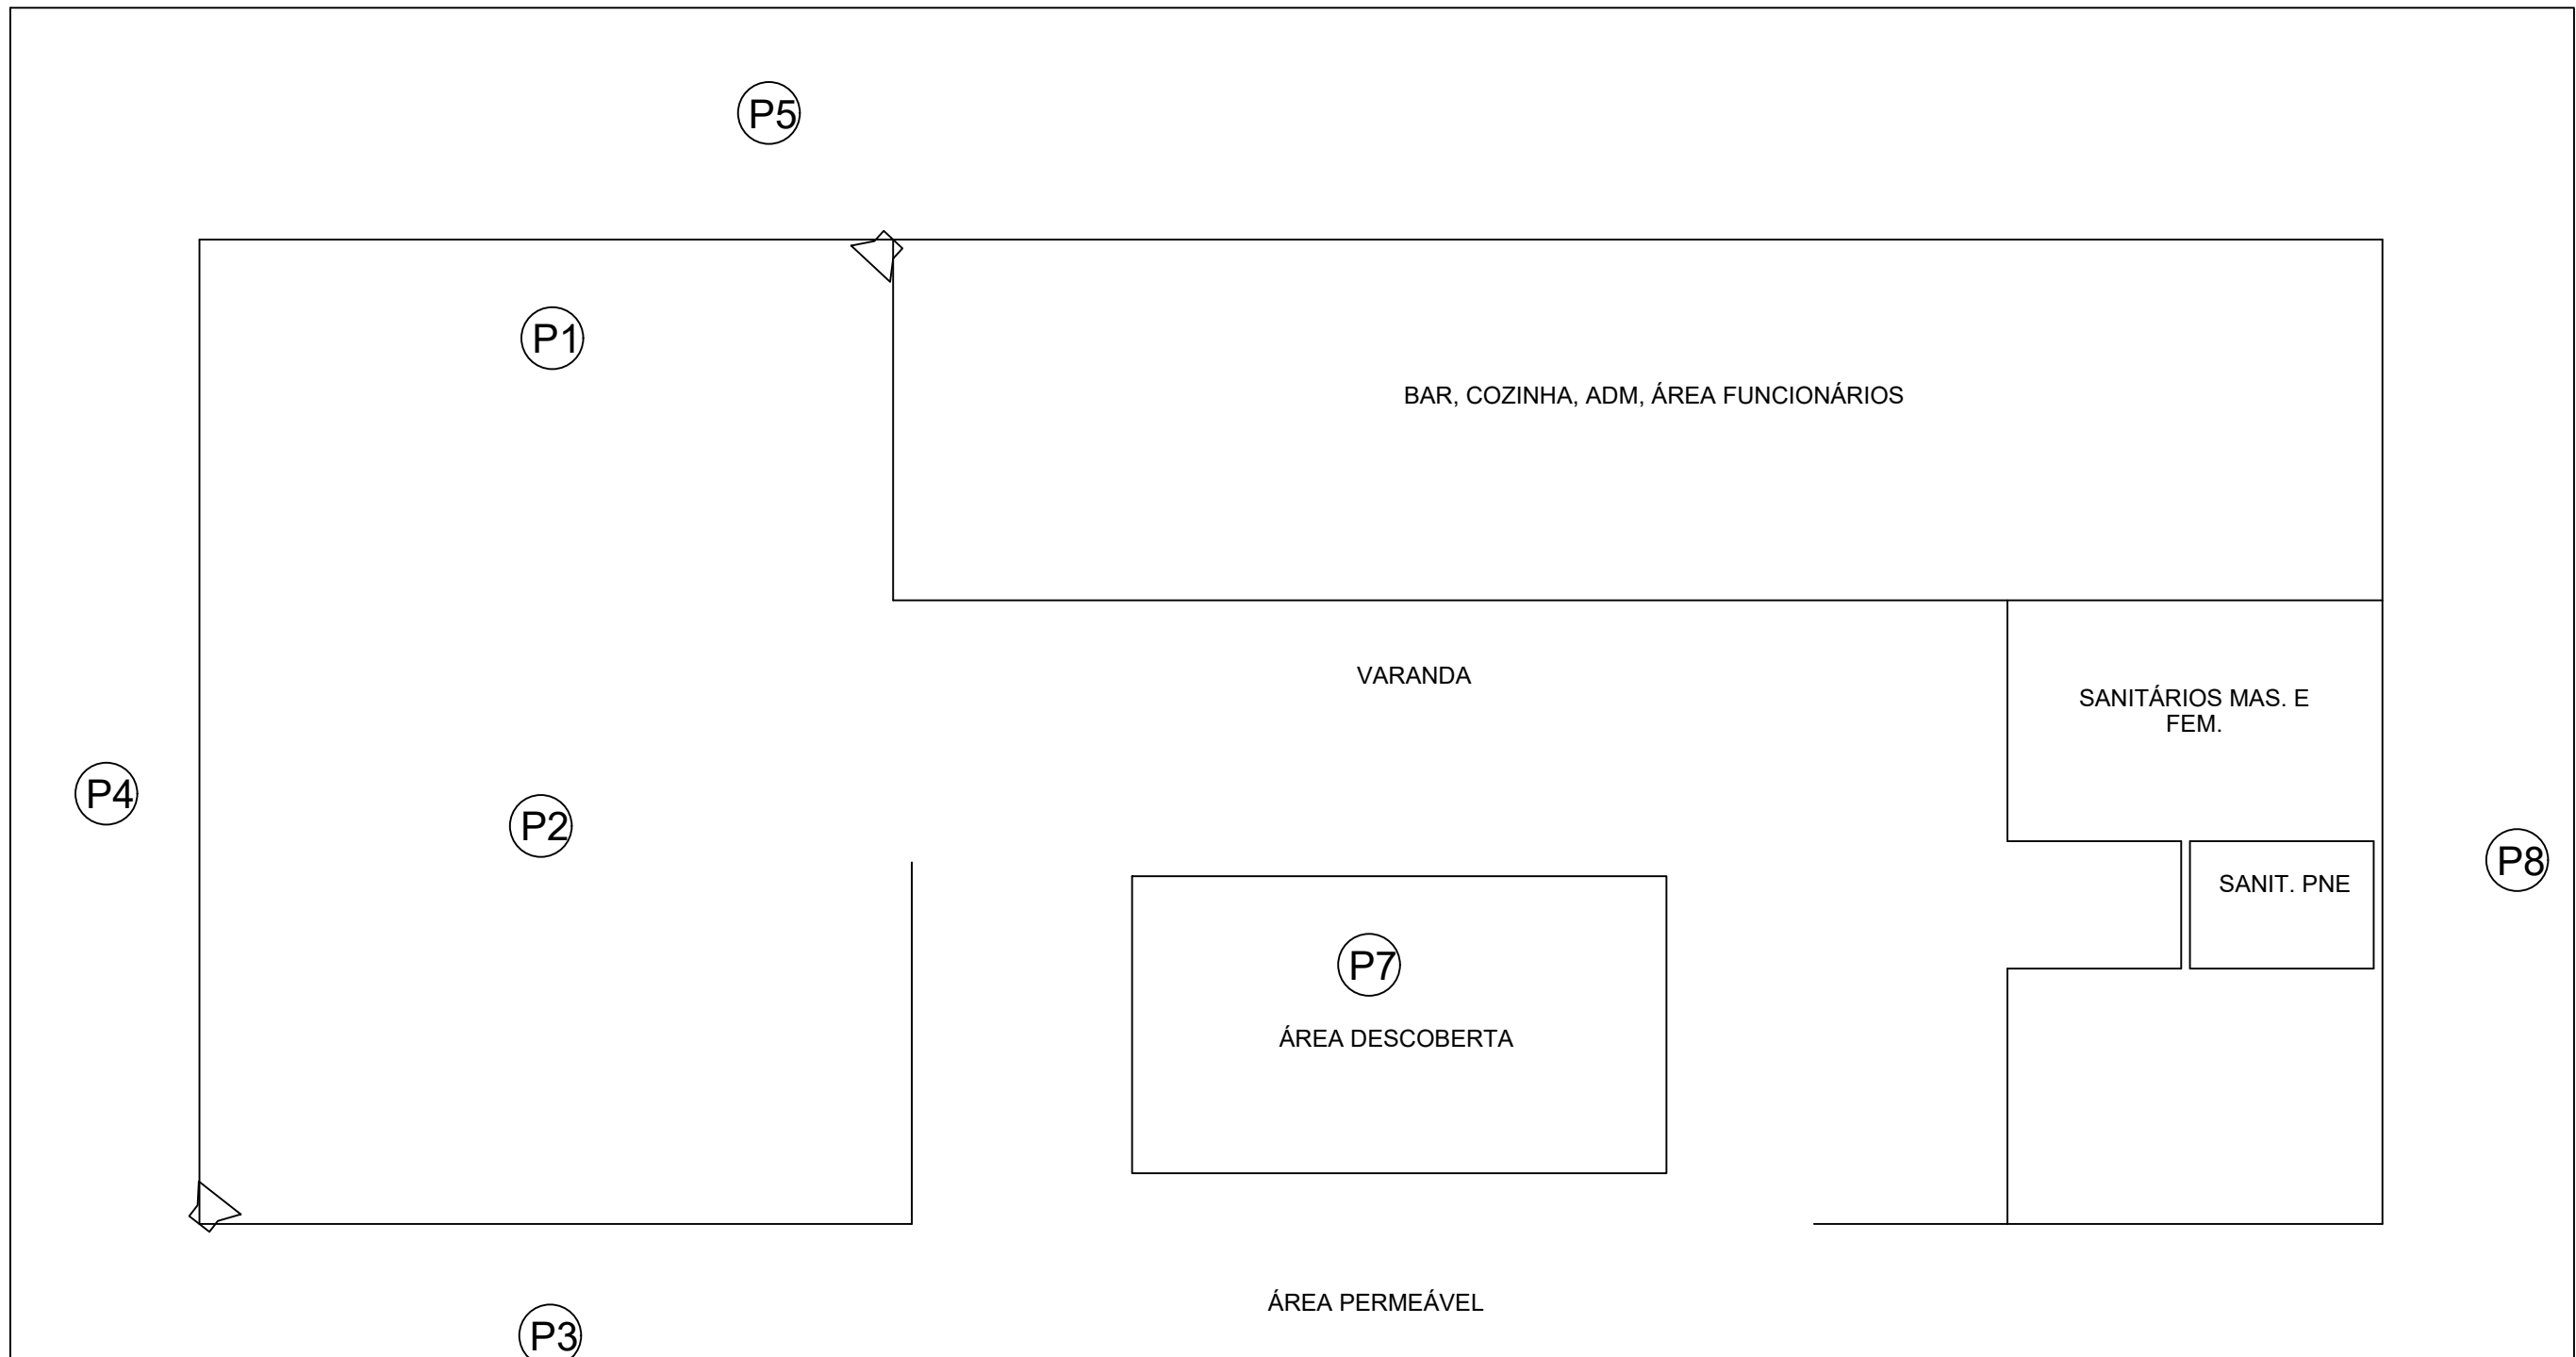 P5
P1
BAR, COZINHA, ADM, ÁREA FUNCIONÁRIOS
VARANDA
SANITÁRIOS MAS. E
FEM.
P4
P2
P8
SANIT. PNE
P7
ÁREA DESCOBERTA
ÁREA PERMEÁVEL
P3